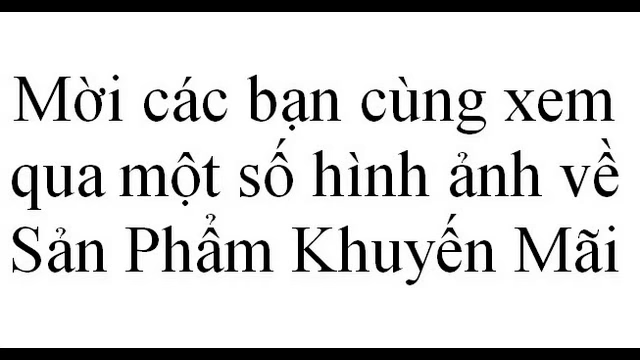 Mời các bạn cùng xem
qua một số hình ảnh về
Sản Phẩm Khuyến Mãi